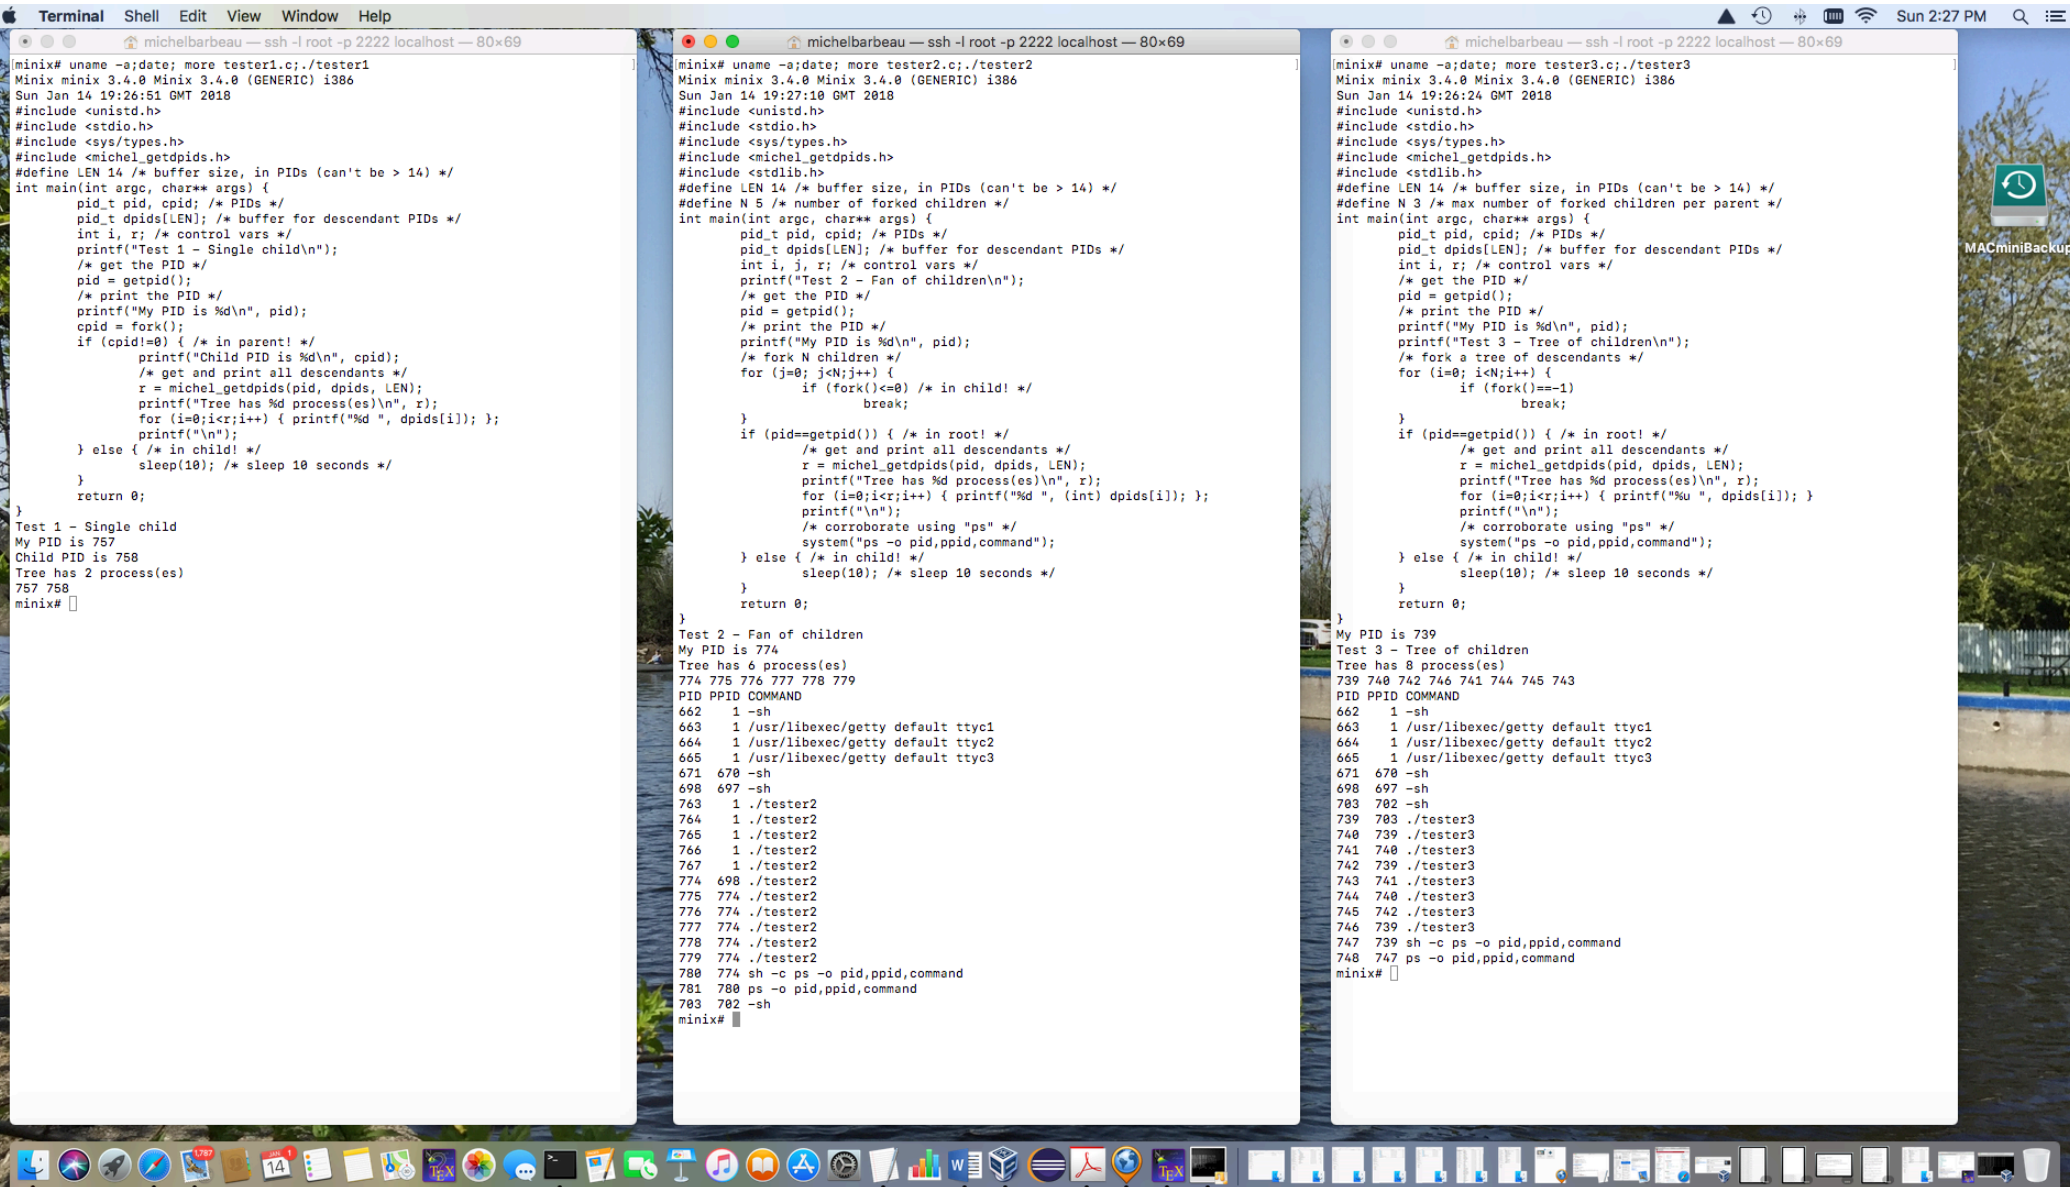 Terminal Shell Edit View Window Help Sun 2:27 PM
michelbarbeau — ssh -l root -p 2222 localhost — 80×69
[minix# uname -a;date; more tester1.c;./tester1 ]
Minix minix 3.4.0 Minix 3.4.0 (GENERIC) i386
Sun Jan 14 19:26:51 GMT 2018
#include <unistd.h>
#include <stdio.h>
#include <sys/types.h>
#include <michel_getdpids.h>
#define LEN 14 /* buffer size, in PIDs (can't be > 14) */
int main(int argc, char** args) {
pid_t pid, cpid; /* PIDs */
pid_t dpids[LEN]; /* buffer for descendant PIDs */
int i, r; /* control vars */
printf("Test 1 - Single child\n");
/* get the PID */
pid = getpid();
/* print the PID */
printf("My PID is %d\n", pid);
cpid = fork();
if (cpid!=0) { /* in parent! */
printf("Child PID is %d\n", cpid);
/* get and print all descendants */
r = michel_getdpids(pid, dpids, LEN);
printf("Tree has %d process(es)\n", r);
for (i=0;i<r;i++) { printf("%d ", dpids[i]); };
printf("\n");
} else { /* in child! */
sleep(10); /* sleep 10 seconds */
}
return 0;
}
Test 1 - Single child
My PID is 757
Child PID is 758
Tree has 2 process(es)
757 758
minix#
michelbarbeau — ssh -l root -p 2222 localhost — 80×69
[minix# uname -a;date; more tester2.c;./tester2 ]
Minix minix 3.4.0 Minix 3.4.0 (GENERIC) i386
Sun Jan 14 19:27:10 GMT 2018
#include <unistd.h>
#include <stdio.h>
#include <sys/types.h>
#include <michel_getdpids.h>
#include <stdlib.h>
#define LEN 14 /* buffer size, in PIDs (can't be > 14) */
#define N 5 /* number of forked children */
int main(int argc, char** args) {
pid_t pid, cpid; /* PIDs */
pid_t dpids[LEN]; /* buffer for descendant PIDs */
int i, j, r; /* control vars */
printf("Test 2 - Fan of children\n");
/* get the PID */
pid = getpid();
/* print the PID */
printf("My PID is %d\n", pid);
/* fork N children */
for (j=0; j<N;j++) {
if (fork()<=0) /* in child! */
break;
}
if (pid==getpid()) { /* in root! */
/* get and print all descendants */
r = michel_getdpids(pid, dpids, LEN);
printf("Tree has %d process(es)\n", r);
for (i=0;i<r;i++) { printf("%d ", (int) dpids[i]); };
printf("\n");
/* corroborate using "ps" */
system("ps -o pid,ppid,command");
} else { /* in child! */
sleep(10); /* sleep 10 seconds */
}
return 0;
}
Test 2 - Fan of children
My PID is 774
Tree has 6 process(es)
774 775 776 777 778 779
PID PPID COMMAND
662 1 -sh
663 1 /usr/libexec/getty default ttyc1
664 1 /usr/libexec/getty default ttyc2
665 1 /usr/libexec/getty default ttyc3
671 670 -sh
698 697 -sh
763 1 ./tester2
764 1 ./tester2
765 1 ./tester2
766 1 ./tester2
767 1 ./tester2
774 698 ./tester2
775 774 ./tester2
776 774 ./tester2
777 774 ./tester2
778 774 ./tester2
779 774 ./tester2
780 774 sh -c ps -o pid,ppid,command
781 780 ps -o pid,ppid,command
703 702 -sh
minix#
michelbarbeau — ssh -l root -p 2222 localhost — 80×69
[minix# uname -a;date; more tester3.c;./tester3 ]
Minix minix 3.4.0 Minix 3.4.0 (GENERIC) i386
Sun Jan 14 19:26:24 GMT 2018
#include <unistd.h>
#include <stdio.h>
#include <sys/types.h>
#include <michel_getdpids.h>
#include <stdlib.h>
#define LEN 14 /* buffer size, in PIDs (can't be > 14) */
#define N 3 /* max number of forked children per parent */
int main(int argc, char** args) {
pid_t pid, cpid; /* PIDs */
pid_t dpids[LEN]; /* buffer for descendant PIDs */
int i, r; /* control vars */
/* get the PID */
pid = getpid();
/* print the PID */
printf("My PID is %d\n", pid);
printf("Test 3 - Tree of children\n");
/* fork a tree of descendants */
for (i=0; i<N;i++) {
if (fork()==-1)
break;
}
if (pid==getpid()) { /* in root! */
/* get and print all descendants */
r = michel_getdpids(pid, dpids, LEN);
printf("Tree has %d process(es)\n", r);
for (i=0;i<r;i++) { printf("%u ", dpids[i]); }
printf("\n");
/* corroborate using "ps" */
system("ps -o pid,ppid,command");
} else { /* in child! */
sleep(10); /* sleep 10 seconds */
}
return 0;
}
My PID is 739
Test 3 - Tree of children
Tree has 8 process(es)
739 740 742 746 741 744 745 743
PID PPID COMMAND
662 1 -sh
663 1 /usr/libexec/getty default ttyc1
664 1 /usr/libexec/getty default ttyc2
665 1 /usr/libexec/getty default ttyc3
671 670 -sh
698 697 -sh
703 702 -sh
739 703 ./tester3
740 739 ./tester3
741 740 ./tester3
742 739 ./tester3
743 741 ./tester3
744 740 ./tester3
745 742 ./tester3
746 739 ./tester3
747 739 sh -c ps -o pid,ppid,command
748 747 ps -o pid,ppid,command
minix#
MACminiBackup
1,787
JAN 1
14
TEX
W
TEX